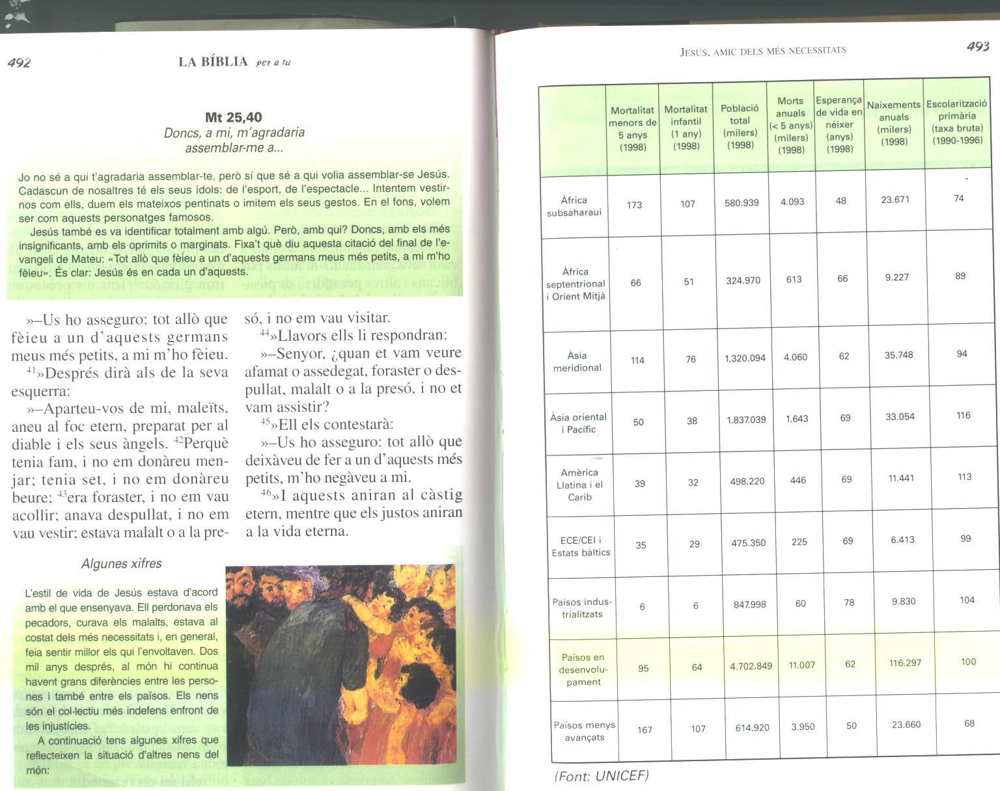 492
LA BÍBLIA per a tu
Mt 25,40
Doncs, a mi, m'agradaria
assemblar-me a...
Jo no sé a qui t'agradaria assemblar-te, però sí que sé a qui volia assemblar-se Jesús.
Cadascun de nosaltres té els seus ídols: de l'esport, de l'espectacle... Intentem vestir-
nos com ells, duem els mateixos pentinats o imitem els seus gestos. En el fons, volem
ser com aquests personatges famosos.
Jesús també es va identificar totalment amb algú. Però, amb qui? Doncs, amb els més
insignificants, amb els oprimits o marginats. Fixa't què diu aquesta citació del final de l'e-
vangeli de Mateu: «Tot allò que fèieu a un d'aquests germans meus més petits, a mi m'ho
fèieu». És clar: Jesús és en cada un d'aquests.
»–Us ho asseguro: tot allò que
fèieu a un d'aquests germans
meus més petits, a mi m'ho fèieu.
41»Després dirà als de la seva
esquerra:
»–Aparteu-vos de mi, maleïts,
aneu al foc etern, preparat per al
diable i els seus àngels. 42Perquè
tenia fam, i no em donàreu men-
jar; tenia set, i no em donàreu
beure; 43era foraster, i no em vau
acollir; anava despullat, i no em
vau vestir; estava malalt o a la pre-
só, i no em vau visitar.
44»Llavors ells li respondran:
»–Senyor, ¿quan et vam veure
afamat o assedegat, foraster o des-
pullat, malalt o a la presó, i no et
vam assistir?
45»Ell els contestarà:
»–Us ho asseguro: tot allò que
deixàveu de fer a un d'aquests més
petits, m'ho negàveu a mi.
46»I aquests aniran al càstig
etern, mentre que els justos aniran
a la vida eterna.
Algunes xifres
L'estil de vida de Jesús estava d'acord
amb el que ensenyava. Ell perdonava els
pecadors, curava els malalts, estava al
costat dels més necessitats i, en general,
feia sentir millor els qui l'envoltaven. Dos
mil anys després, al món hi continua
havent grans diferències entre les perso-
nes i també entre els països. Els nens
són el col·lectiu més indefens enfront de
les injustícies.
A continuació tens algunes xifres que
reflecteixen la situació d'altres nens del
món:
JESÚS, AMIC DELS MÉS NECESSITATS
493
Mortalitat menors de 5 anys (1998) Mortalitat infantil (1 any) (1998) Població total (milers) (1998) Morts anuals (< 5 anys) (milers) (1998) Esperança de vida en néixer (anys) (1998) Naixements anuals (milers) (1998) Escolarització primària (taxa bruta) (1990-1996)
Àfrica subsaharaui 173 107 580.939 4.093 48 23.671 74
Àfrica septentrional i Orient Mitjà 66 51 324.970 613 66 9.227 89
Àsia meridional 114 76 1.320.094 4.060 62 35.748 94
Àsia oriental i Pacífic 50 38 1.837.039 1.643 69 33.054 116
Amèrica Llatina i el Carib 39 32 498.220 446 69 11.441 113
ECE/CEI i Estats bàltics 35 29 475.350 225 69 6.413 99
Països indus-trialitzats 6 6 847.998 60 78 9.830 104
Països en desenvolu-pament 95 64 4.702.849 11.007 62 116.297 100
Països menys avançats 167 107 614.920 3.950 50 23.660 68
(Font: UNICEF)